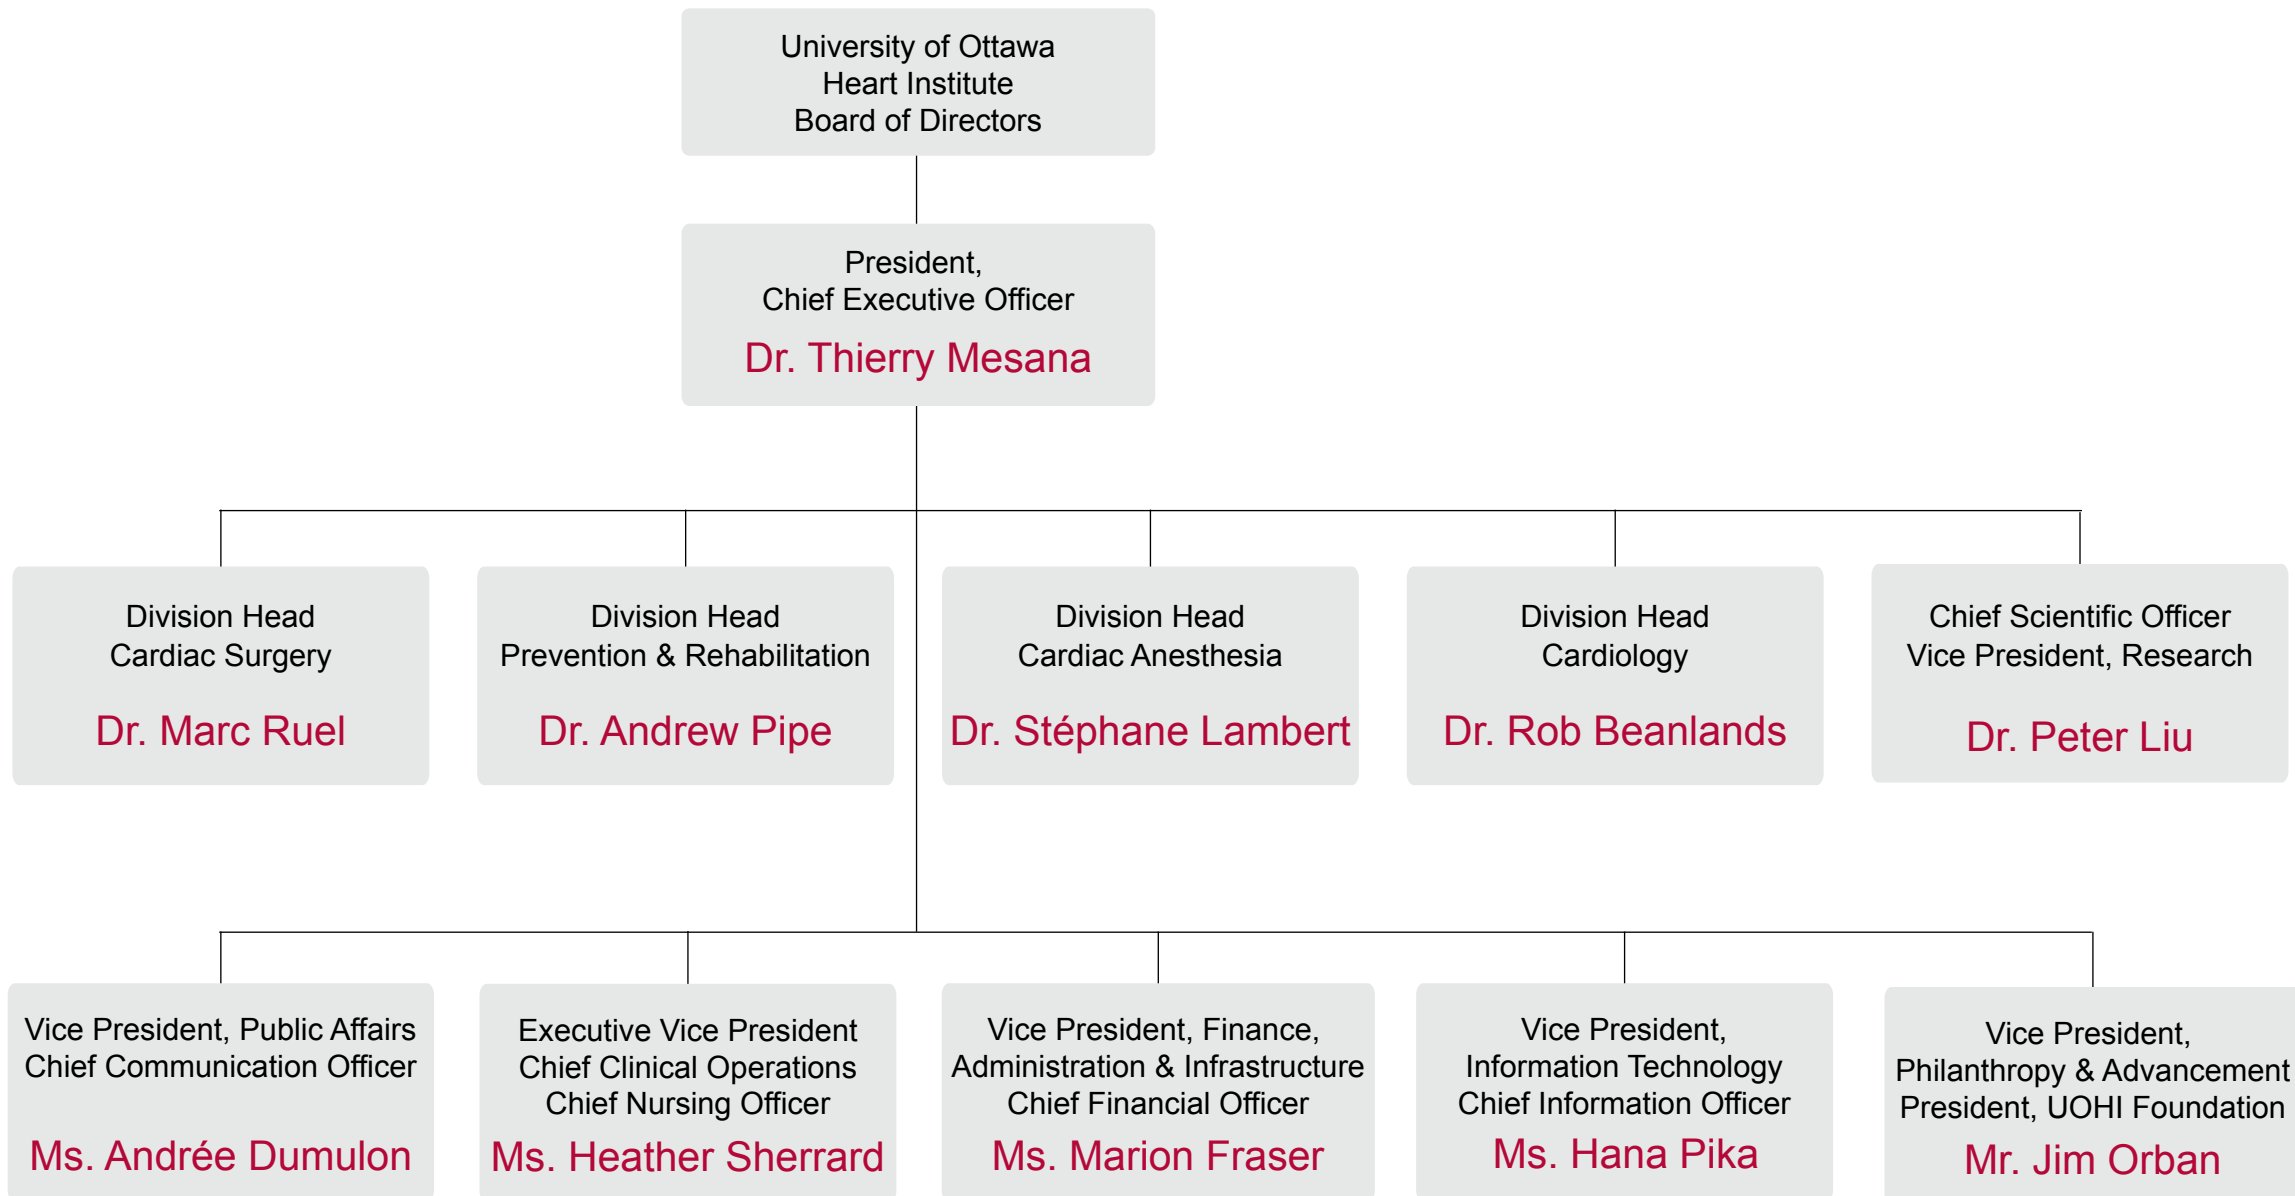 University of Ottawa
Heart Institute
Board of Directors
President,
Chief Executive Officer
Dr. Thierry Mesana
Division Head
Cardiac Surgery
Dr. Marc Ruel
Division Head
Prevention & Rehabilitation
Dr. Andrew Pipe
Division Head
Cardiac Anesthesia
Dr. Stéphane Lambert
Division Head
Cardiology
Dr. Rob Beanlands
Chief Scientific Officer
Vice President, Research
Dr. Peter Liu
Vice President, Public Affairs
Chief Communication Officer
Ms. Andrée Dumulon
Executive Vice President
Chief Clinical Operations
Chief Nursing Officer
Ms. Heather Sherrard
Vice President, Finance,
Administration & Infrastructure
Chief Financial Officer
Ms. Marion Fraser
Vice President,
Information Technology
Chief Information Officer
Ms. Hana Pika
Vice President,
Philanthropy & Advancement
President, UOHI Foundation
Mr. Jim Orban